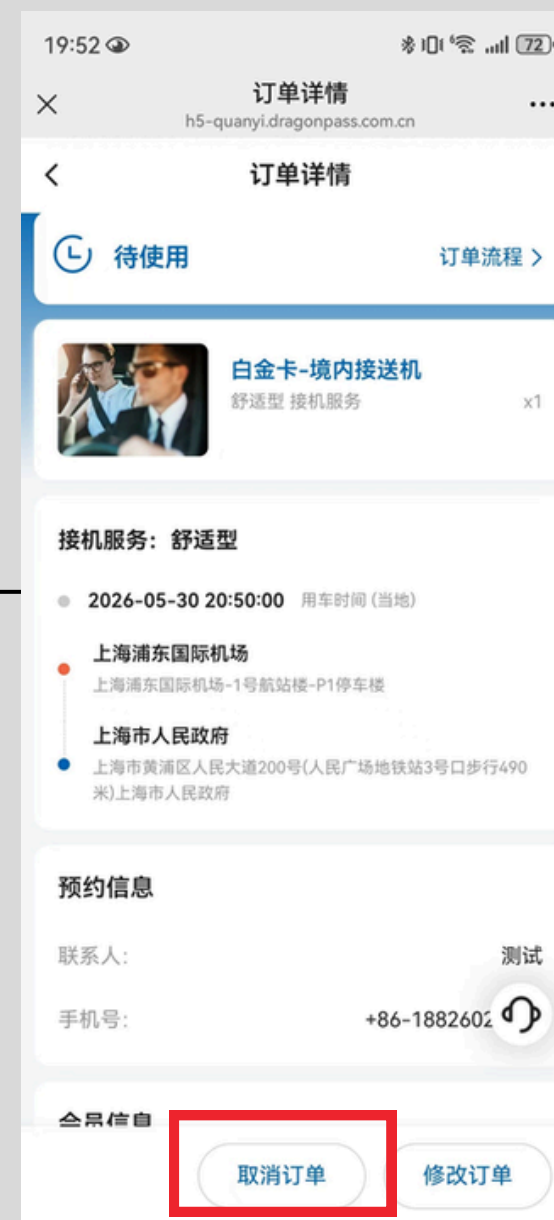 19:52
72
订单详情
h5-quanyi.dragonpass.com.cn
订单详情
待使用
订单流程
白金卡-境内接送机
舒适型 接机服务
x1
接机服务：舒适型
2026-05-30 20:50:00 用车时间 (当地)
上海浦东国际机场
上海浦东国际机场-1号航站楼-P1停车楼
上海市人民政府
上海市黄浦区人民大道200号(人民广场地铁站3号口步行490
米)上海市人民政府
预约信息
联系人:
测试
手机号:
+86-1882602
会员信息
取消订单
修改订单